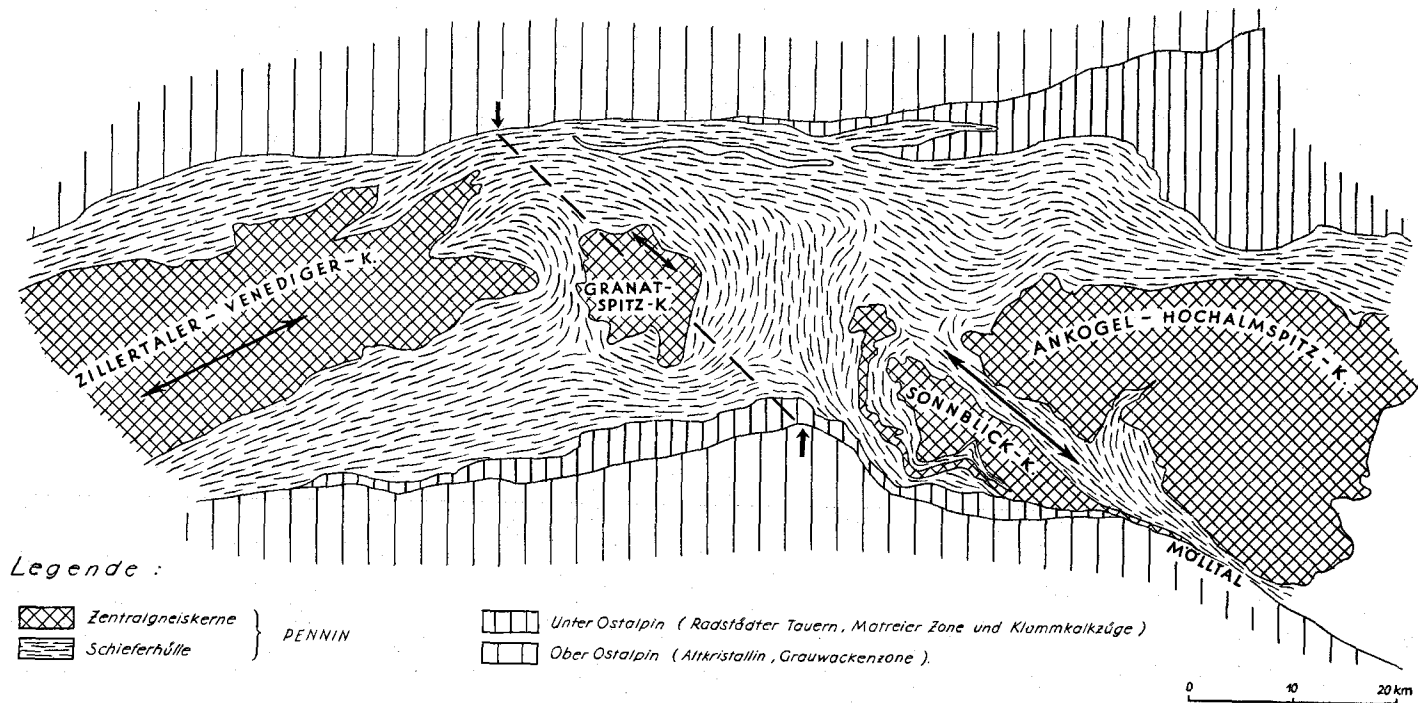 ZILLERTALER – VENEDIGER – K.
GRANAT-
SPITZ-K.
SONNBLICK-K.
ANKOGEL – HOCHALMSPITZ – K.
MÖLLTAL
Legende :
Zentralgneiskerne
Schieferhülle
PENNIN
Unter Ostalpin ( Radstädter Tauern, Matreier Zone und Klammkalkzüge )
Ober Ostalpin ( Altkristallin, Grauwackenzone ).
0 10 20 km